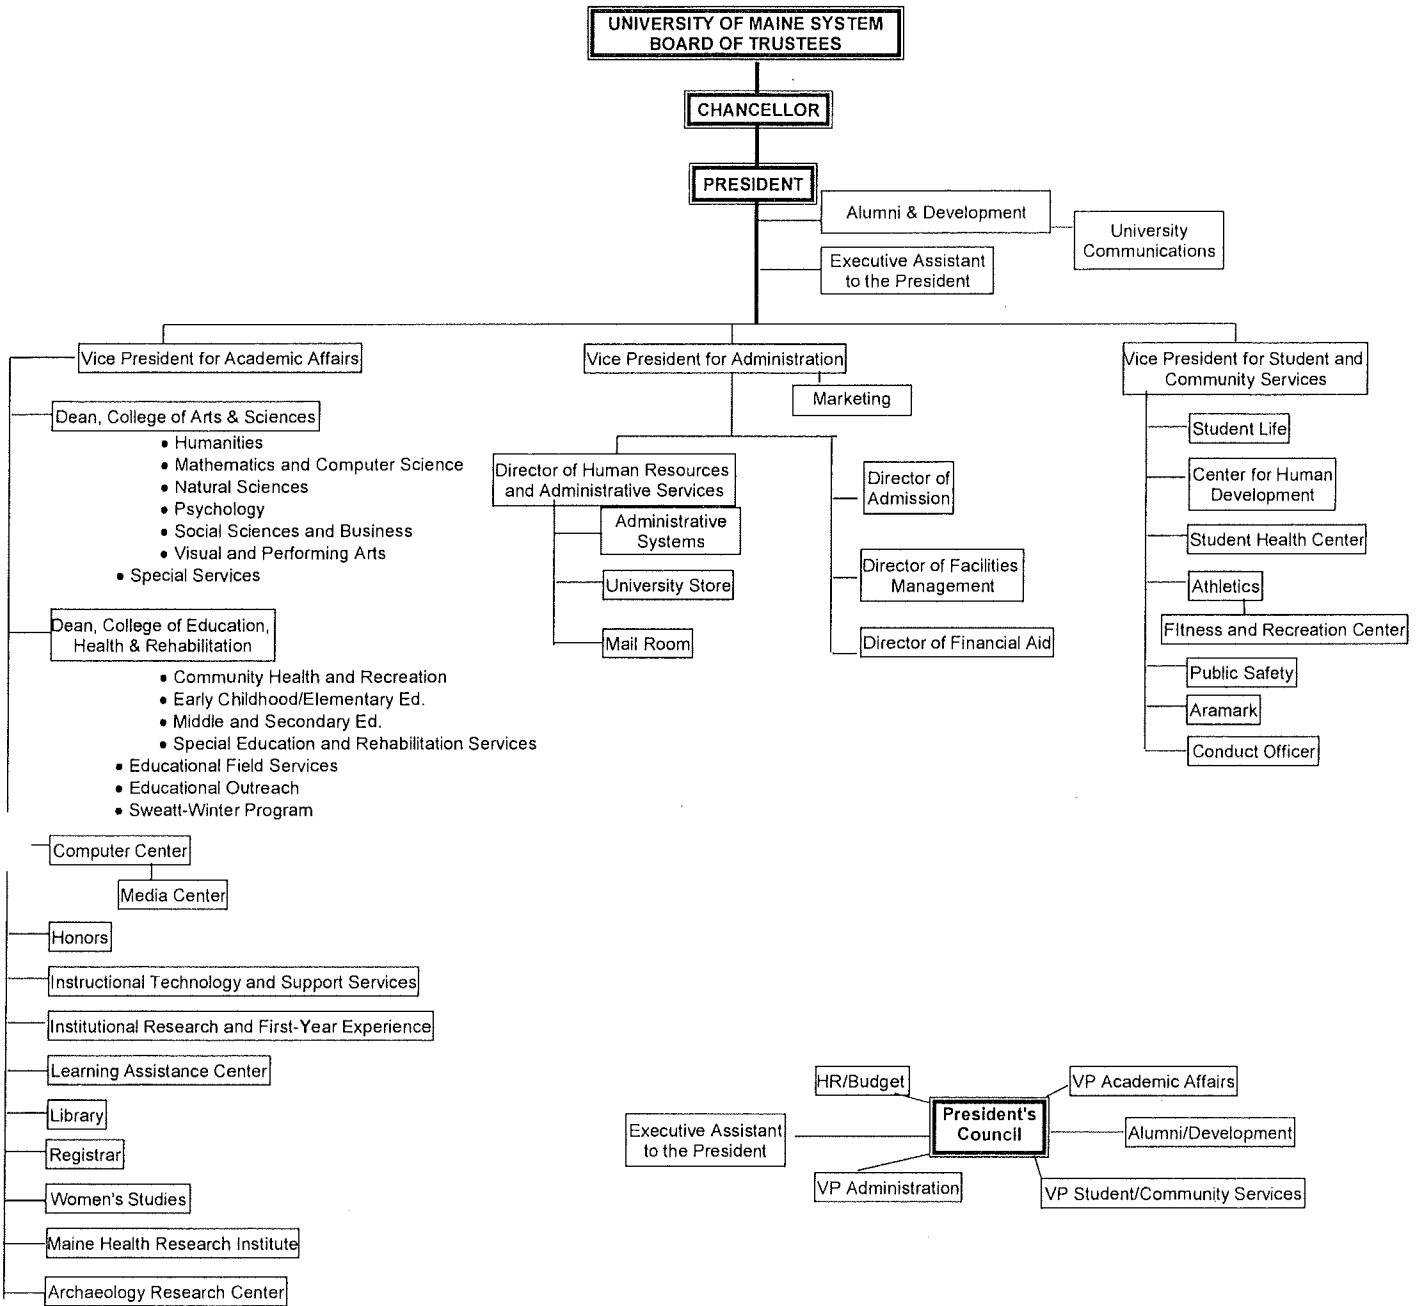 UNIVERSITY OF MAINE SYSTEM
BOARD OF TRUSTEES
CHANCELLOR
PRESIDENT
Alumni & Development
University
Communications
Executive Assistant
to the President
Vice President for Academic Affairs
Dean, College of Arts & Sciences
• Humanities
• Mathematics and Computer Science
• Natural Sciences
• Psychology
• Social Sciences and Business
• Visual and Performing Arts
• Special Services
Dean, College of Education,
Health & Rehabilitation
• Community Health and Recreation
• Early Childhood/Elementary Ed.
• Middle and Secondary Ed.
• Special Education and Rehabilitation Services
• Educational Field Services
• Educational Outreach
• Sweatt-Winter Program
Computer Center
Media Center
Honors
Instructional Technology and Support Services
Institutional Research and First-Year Experience
Learning Assistance Center
Library
Registrar
Women's Studies
Maine Health Research Institute
Archaeology Research Center
Vice President for Administration
Marketing
Director of Human Resources
and Administrative Services
Administrative
Systems
University Store
Mail Room
Director of
Admission
Director of Facilities
Management
Director of Financial Aid
Vice President for Student and
Community Services
Student Life
Center for Human
Development
Student Health Center
Athletics
FItness and Recreation Center
Public Safety
Aramark
Conduct Officer
HR/Budget
VP Academic Affairs
President's
Council
Executive Assistant
to the President
Alumni/Development
VP Administration
VP Student/Community Services